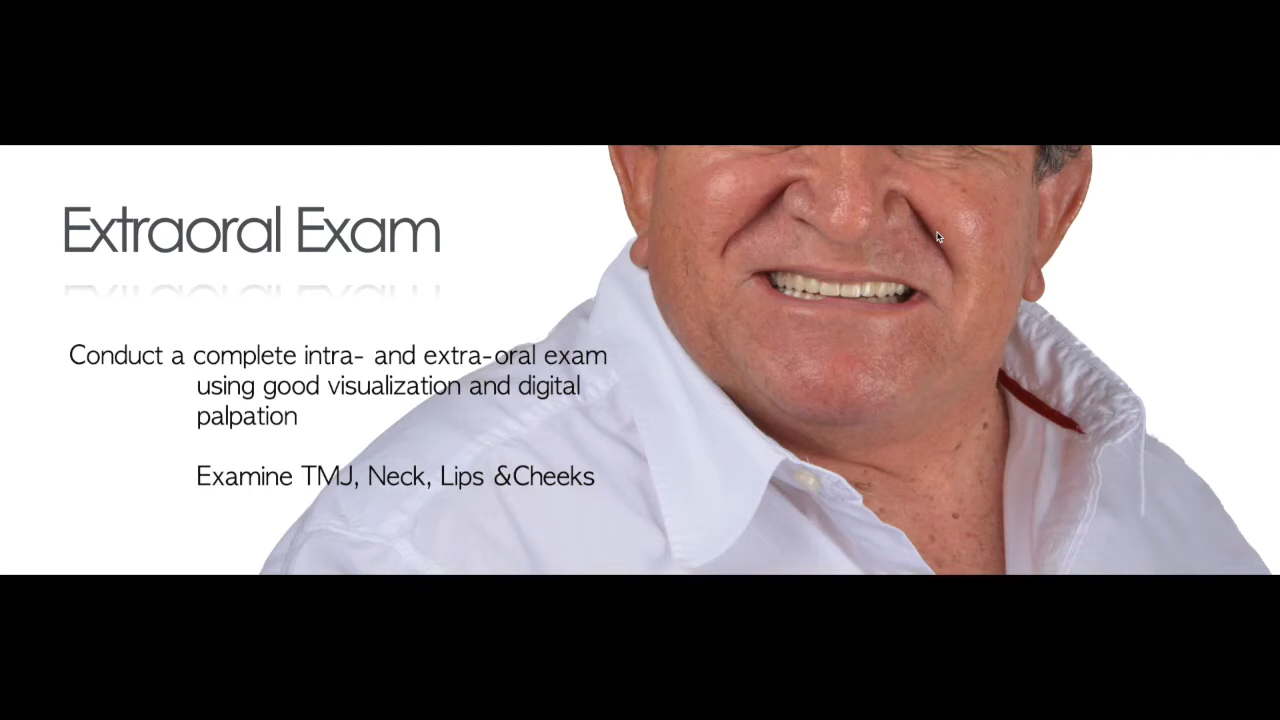 Extraoral Exam
Conduct a complete intra- and extra-oral exam
using good visualization and digital
palpation
Examine TMJ, Neck, Lips &Cheeks